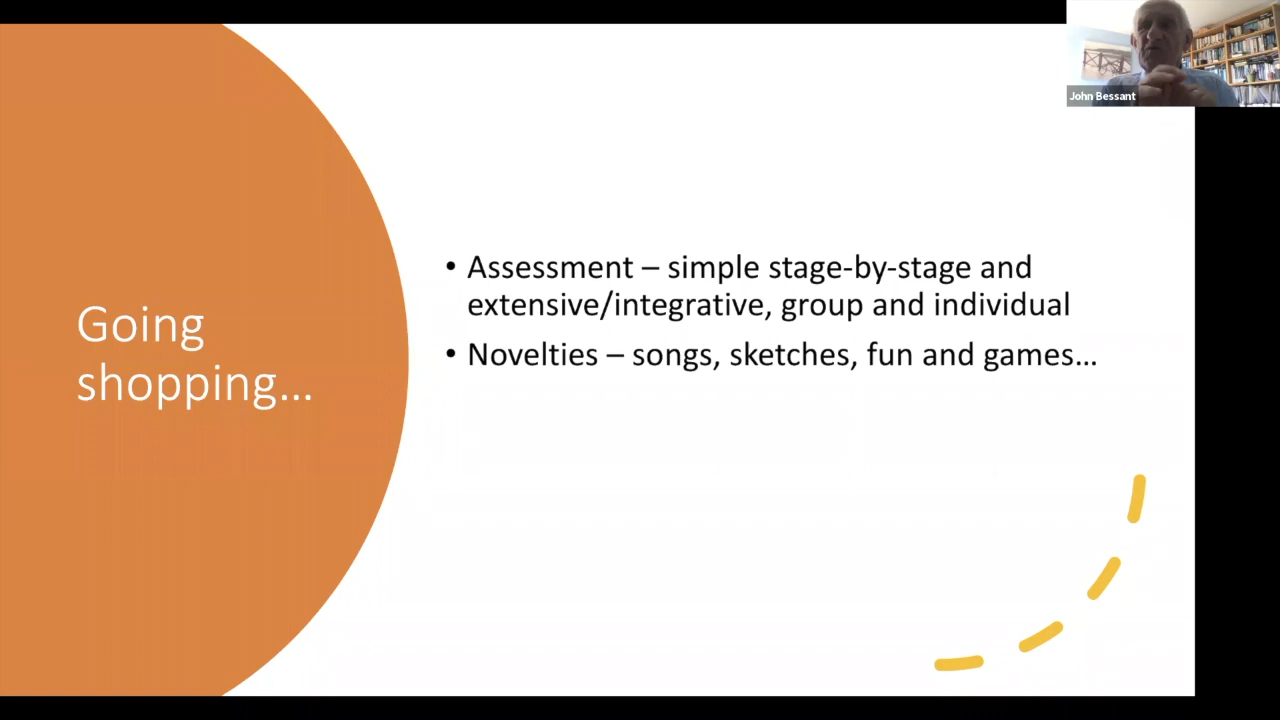 John Bessant
Going
shopping...
• Assessment – simple stage-by-stage and
extensive/integrative, group and individual
• Novelties – songs, sketches, fun and games...